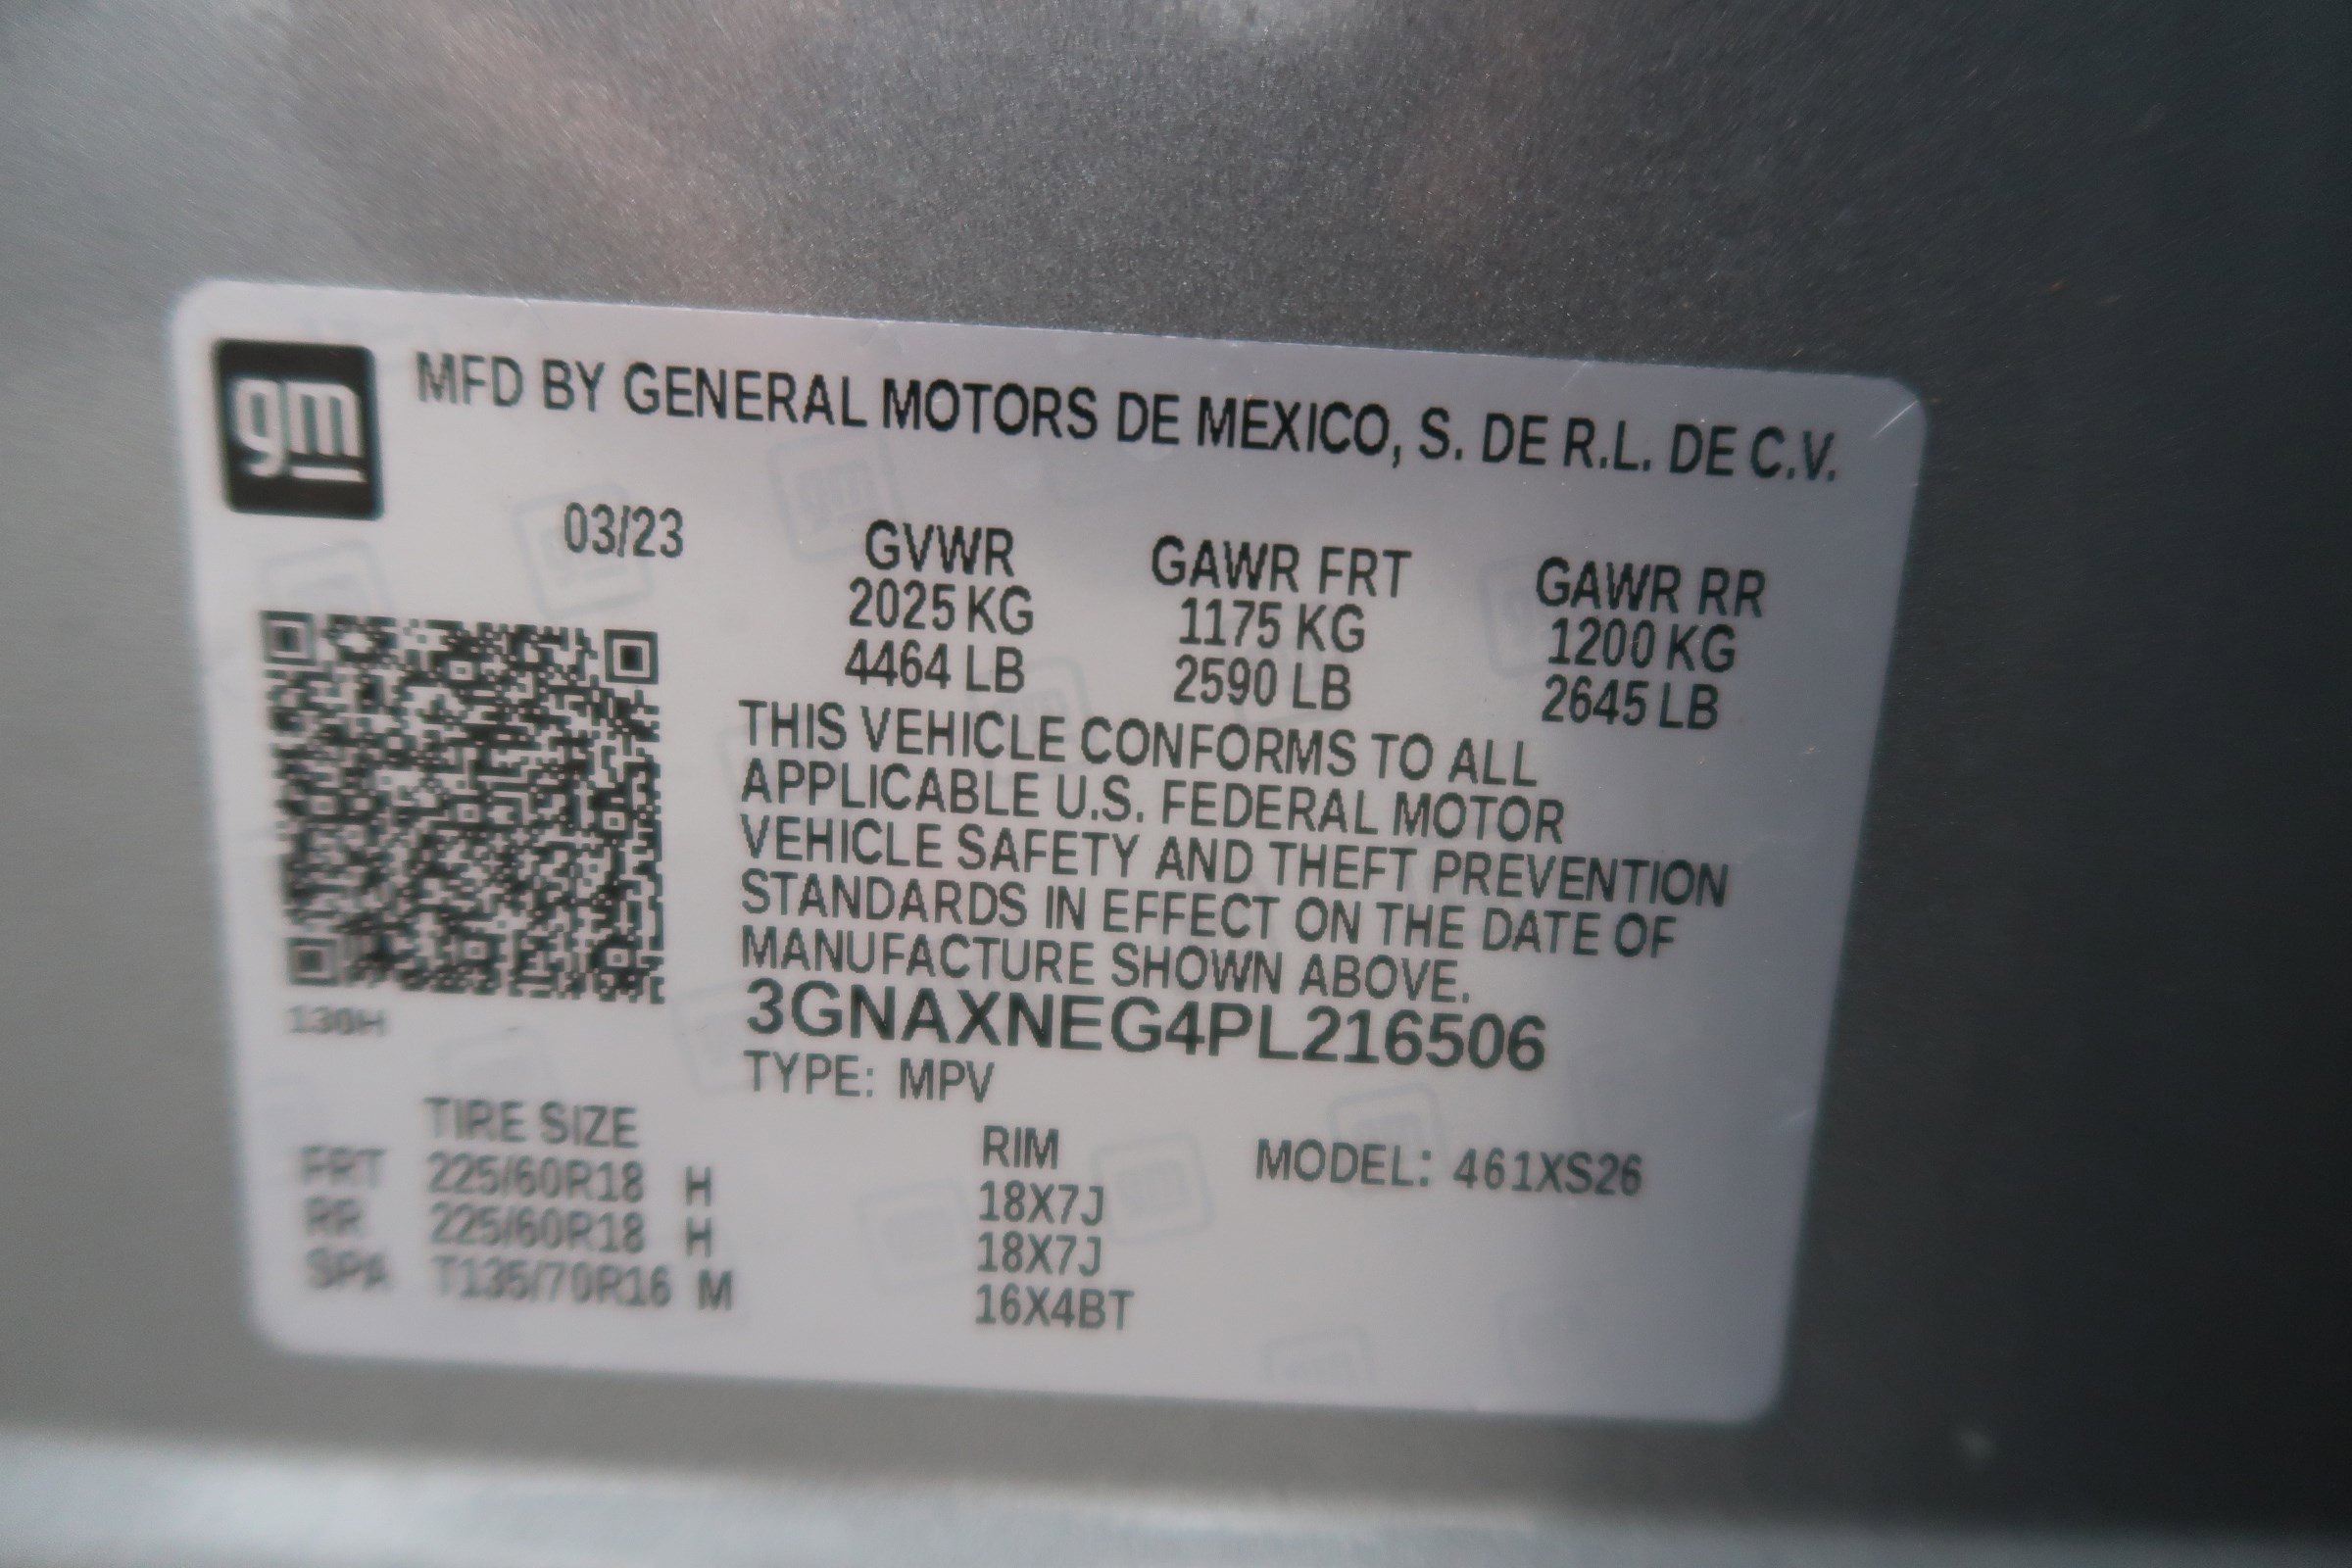 gm
MFD BY GENERAL MOTORS DE MEXICO, S. DE R.L. DE C.V.
03/23
GVWR GAWR FRT GAWR RR
2025 KG 1175 KG 1200 KG
4464 LB 2590 LB 2645 LB
THIS VEHICLE CONFORMS TO ALL
APPLICABLE U.S. FEDERAL MOTOR
VEHICLE SAFETY AND THEFT PREVENTION
STANDARDS IN EFFECT ON THE DATE OF
MANUFACTURE SHOWN ABOVE.
3GNAXNEG4PL216506
TYPE: MPV
TIRE SIZE RIM MODEL: 461XS26
FRT 225/60R18 H 18X7J
RR 225/60R18 H 18X7J
SPA T135/70R16 M 16X4BT